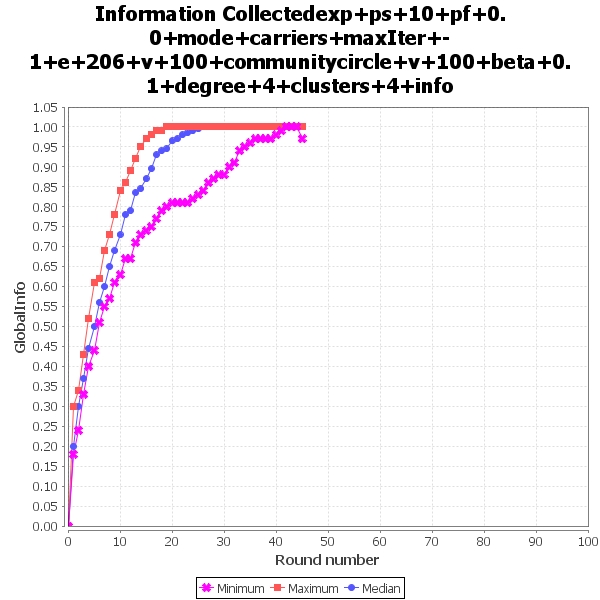 Information Collectedexp+ps+10+pf+0.
0+mode+carriers+maxIter+-
1+e+206+v+100+communitycircle+v+100+beta+0.
1+degree+4+clusters+4+info
1.05
1.00
0.95
0.90
0.85
0.80
0.75
0.70
0.65
0.60
0.55
0.50
0.45
0.40
0.35
0.30
0.25
0.20
0.15
0.10
0.05
0.00
GlobalInfo
0 10 20 30 40 50 60 70 80 90 100
Round number
Minimum Maximum Median